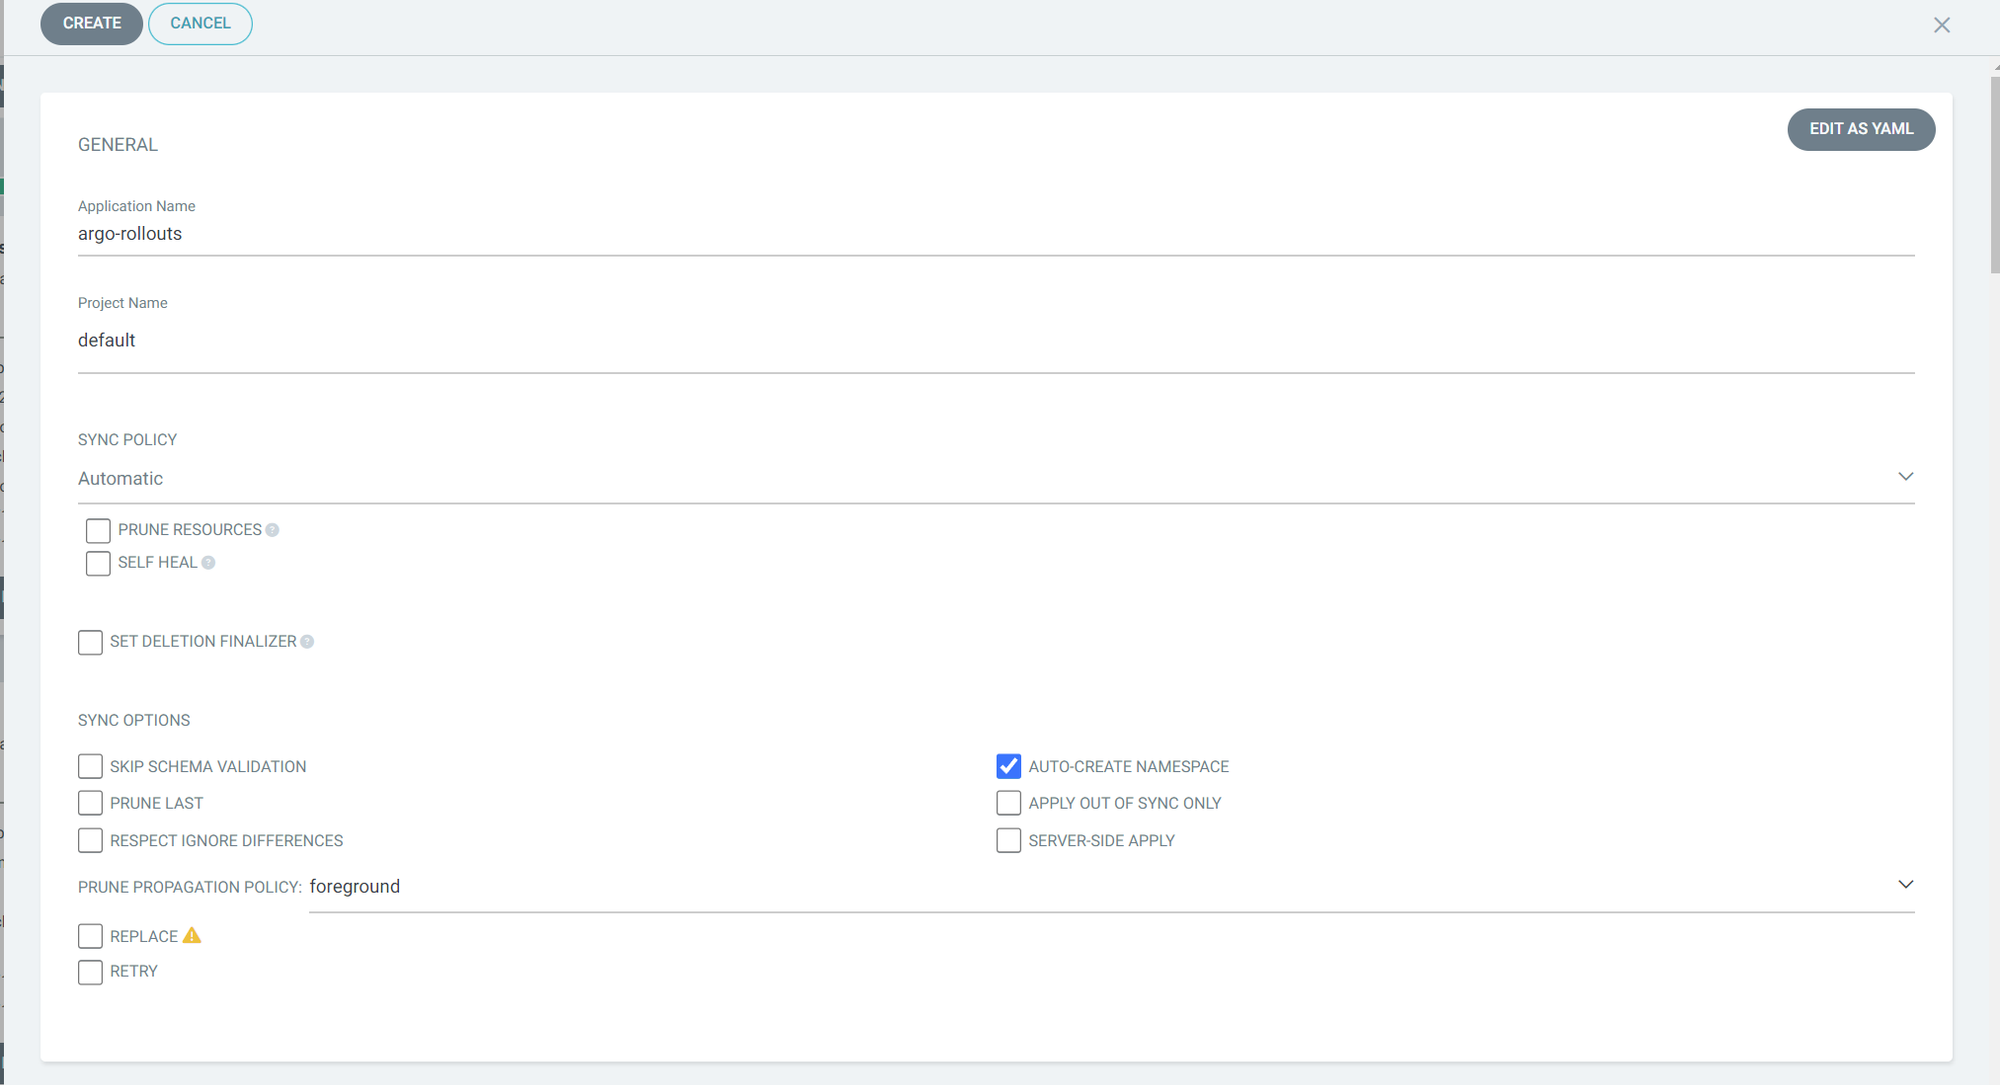 CREATE CANCEL
GENERAL
EDIT AS YAML
Application Name
argo-rollouts
Project Name
default
SYNC POLICY
Automatic
PRUNE RESOURCES
SELF HEAL
SET DELETION FINALIZER
SYNC OPTIONS
SKIP SCHEMA VALIDATION
AUTO-CREATE NAMESPACE
PRUNE LAST
APPLY OUT OF SYNC ONLY
RESPECT IGNORE DIFFERENCES
SERVER-SIDE APPLY
PRUNE PROPAGATION POLICY: foreground
REPLACE
RETRY